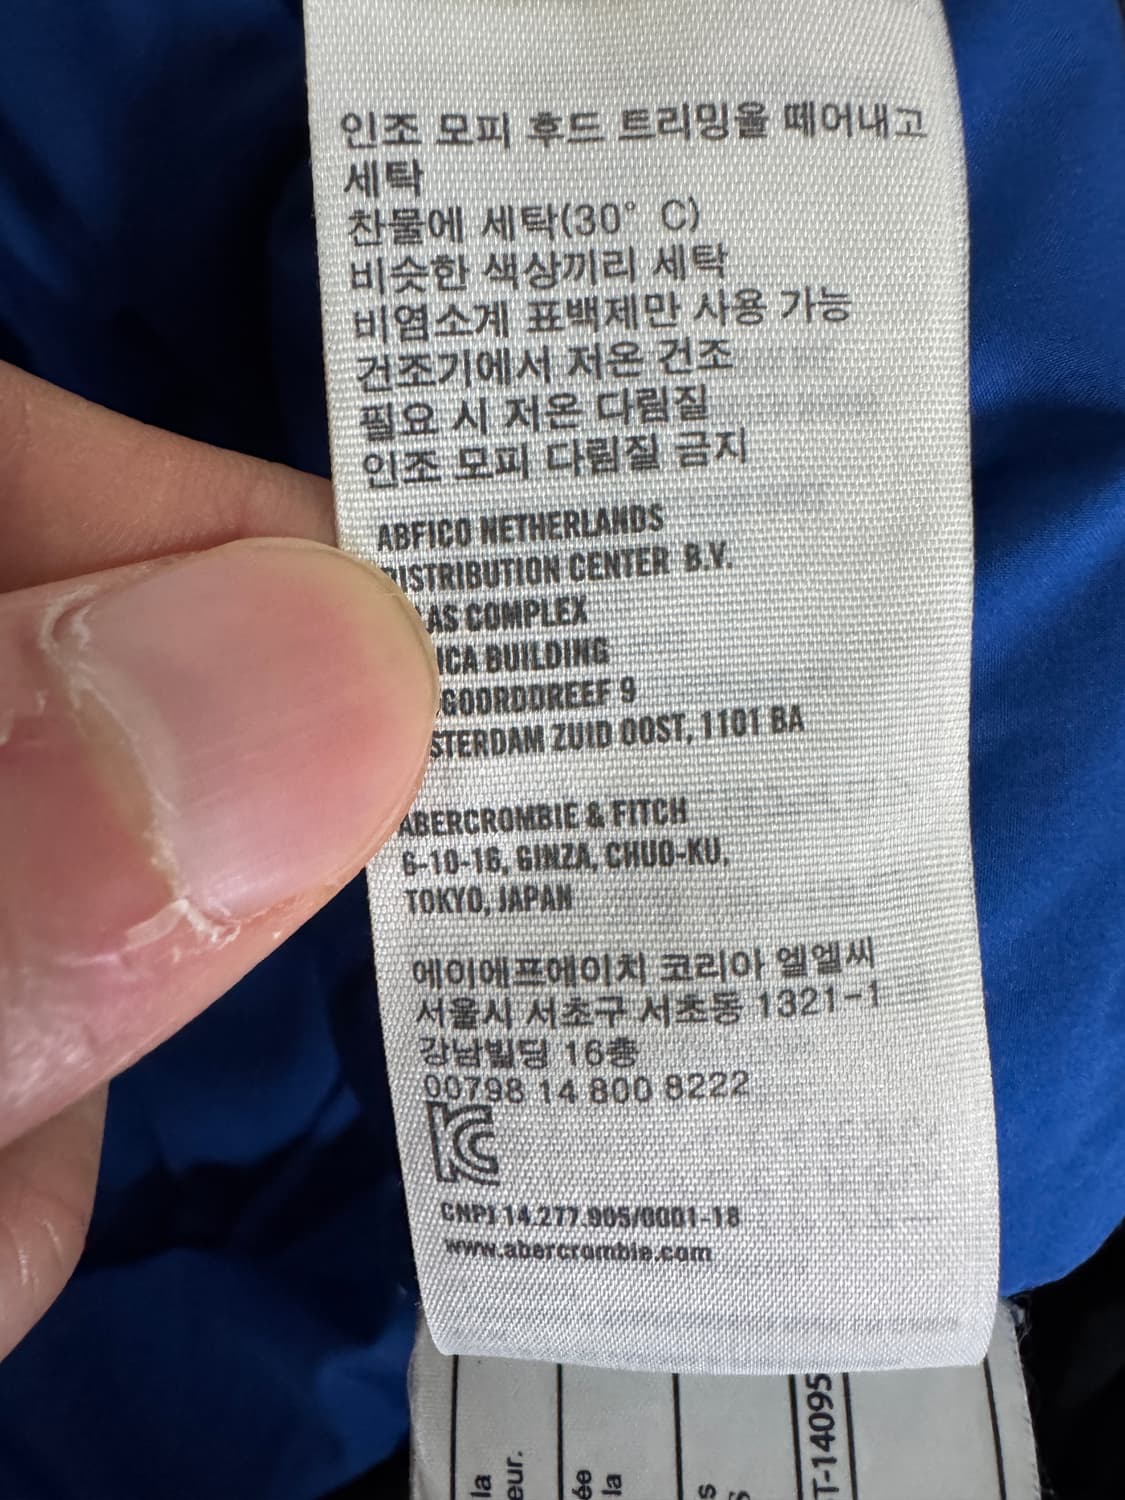 인조 모피 후드 트리밍을 떼어내고
세탁
찬물에 세탁(30° C)
비슷한 색상끼리 세탁
비염소계 표백제만 사용 가능
건조기에서 저온 건조
필요 시 저온 다림질
인조 모피 다림질 금지
ABFICO NETHERLANDS
DISTRIBUTION CENTER B.V.
COMPLEX
BUILDING
9
ZUID OOST, 1101 BA
ABERCROMBIE & FITCH
6-10-16, GINZA, CHUO-KU,
TOKYO, JAPAN
에이에프에이치 코리아 엘엘씨
서울시 서초구 서초동 1321-1
강남빌딩 16층
00798 14 800 8222
KC
CNPJ 14.277.905/0001-18
www.abercrombie.com
la
eur.
ée
la
T-14095